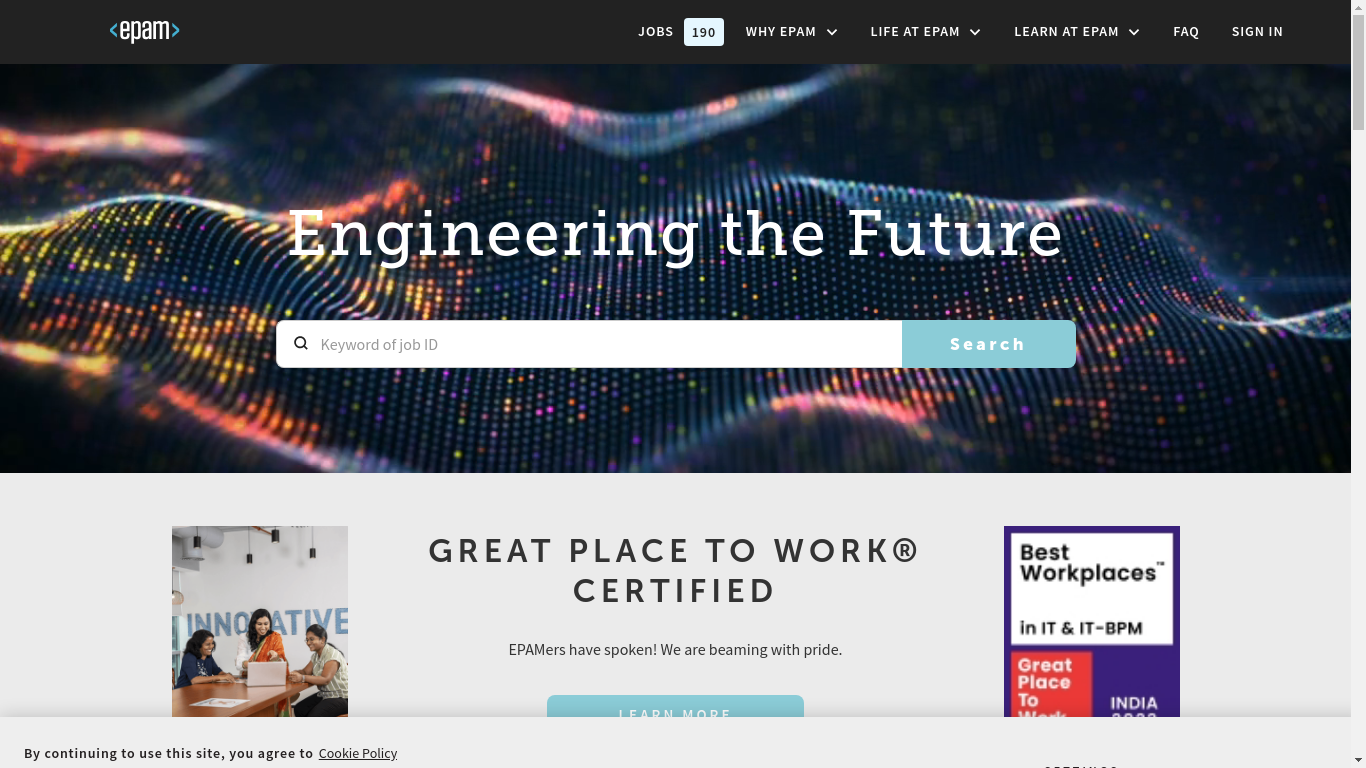 <epam>
JOBS 190 WHY EPAM LIFE AT EPAM LEARN AT EPAM FAQ SIGN IN
Engineering the Future
Keyword of job ID Search
INNOVATIVE
GREAT PLACE TO WORK®
CERTIFIED
EPAMers have spoken! We are beaming with pride.
LEARN MORE
Best
Workplaces™
in IT & IT-BPM
Great
Place
To
Work
INDIA
By continuing to use this site, you agree to Cookie Policy